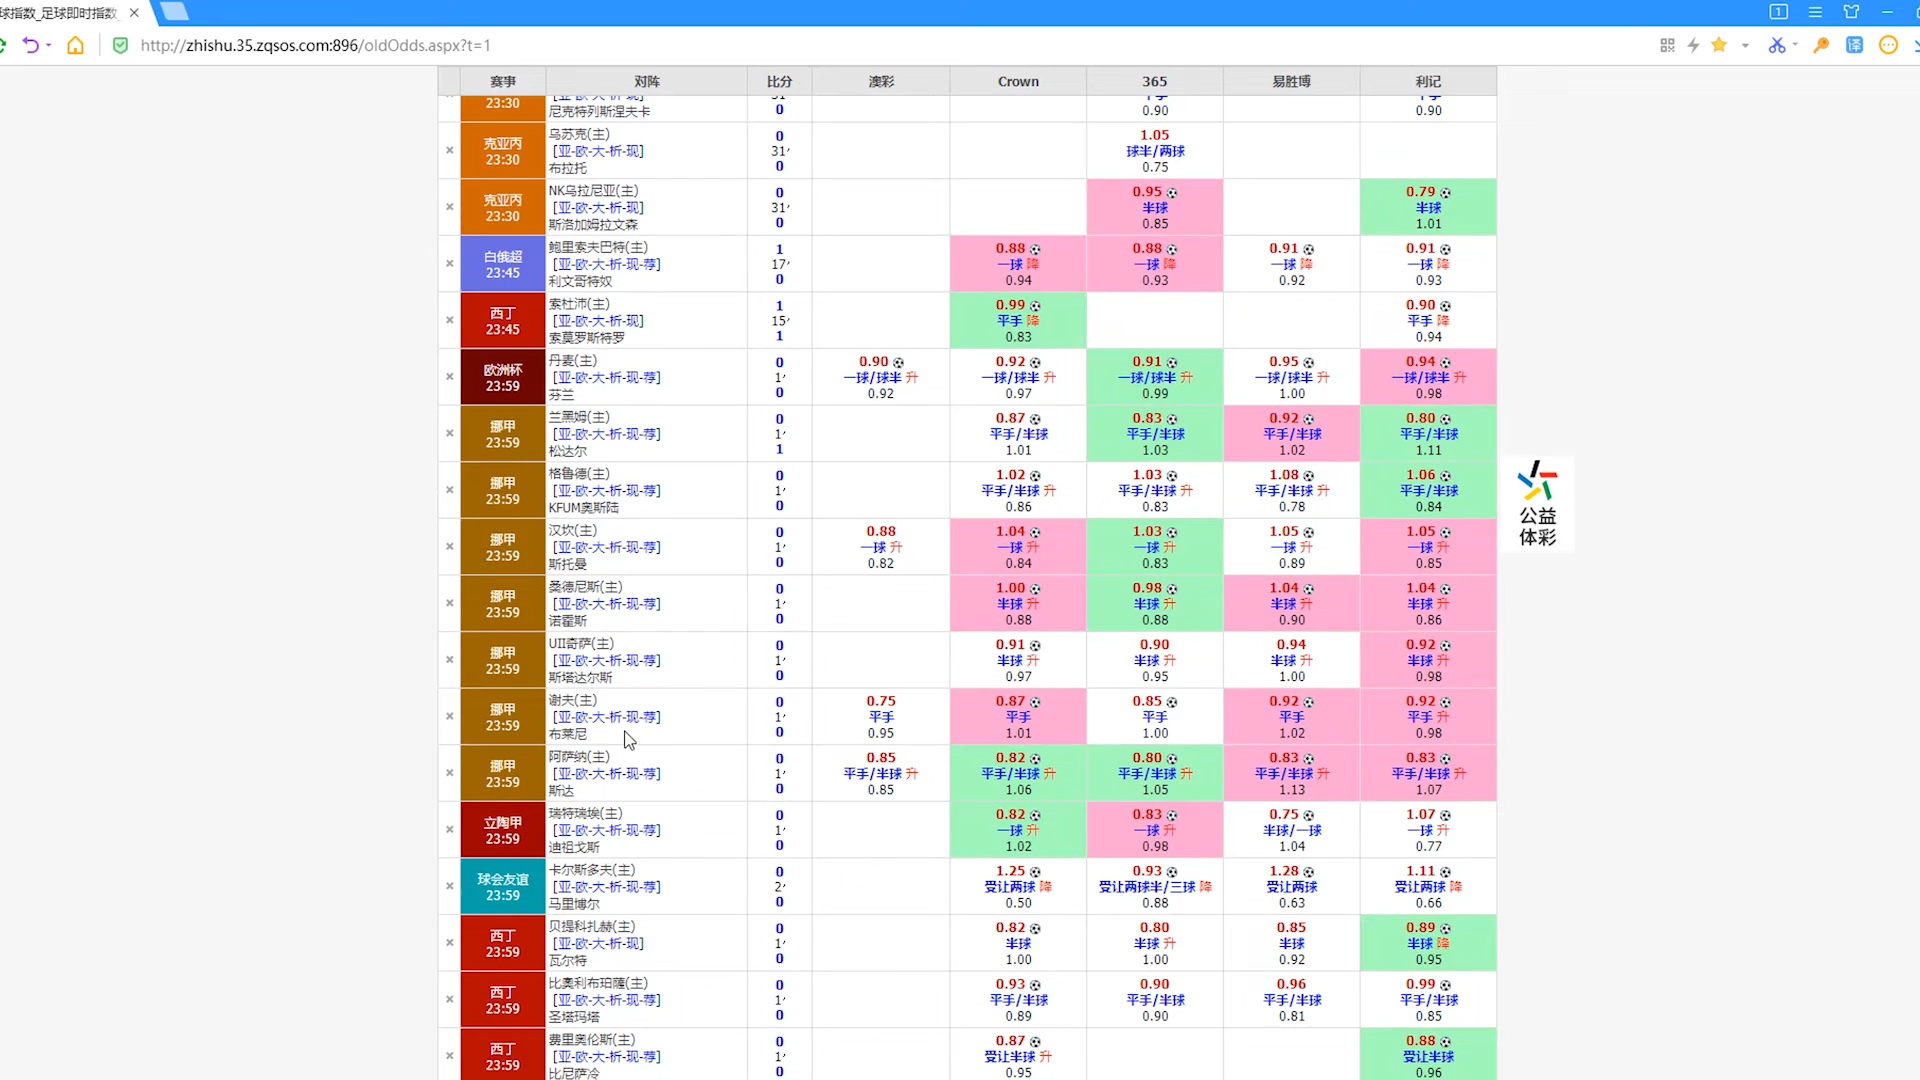 球指数_足球即时指数
http://zhishu.35.zqsos.com:896/oldOdds.aspx?t=1
1
译
赛事 对阵 比分 澳彩 Crown 365 易胜博 利记
23:30 [亚-欧-大-析-现] 31' 平手 平手
尼克特列斯涅夫卡 0 0.90 0.90
乌苏克(主) 0 1.05
克亚丙 23:30 [亚-欧-大-析-现] 31' 球半/两球
布拉托 0 0.75
NK乌拉尼亚(主) 0 0.95 0.79
克亚丙 23:30 [亚-欧-大-析-现] 31' 半球 半球
斯洛加姆拉文森 0 0.85 1.01
鲍里索夫巴特(主) 1 0.88 0.88 0.91 0.91
白俄超 23:45 [亚-欧-大-析-现-荐] 17' 一球 降 一球 降 一球 降 一球 降
利文哥特奴 0 0.94 0.93 0.92 0.93
索杜沛(主) 1 0.99 0.90
西丁 23:45 [亚-欧-大-析-现] 15' 平手 降 平手 降
索莫罗斯特罗 1 0.83 0.94
丹麦(主) 0 0.90 0.92 0.91 0.95 0.94
欧洲杯 23:59 [亚-欧-大-析-现-荐] 1' 一球/球半 升 一球/球半 升 一球/球半 升 一球/球半 升 一球/球半 升
芬兰 0 0.92 0.97 0.99 1.00 0.98
兰黑姆(主) 0 0.87 0.83 0.92 0.80
挪甲 23:59 [亚-欧-大-析-现-荐] 1' 平手/半球 平手/半球 平手/半球 平手/半球
松达尔 1 1.01 1.03 1.02 1.11
格鲁德(主) 0 1.02 1.03 1.08 1.06
挪甲 23:59 [亚-欧-大-析-现-荐] 1' 平手/半球 升 平手/半球 升 平手/半球 升 平手/半球
KFUM奥斯陆 0 0.86 0.83 0.78 0.84
汉坎(主) 0 0.88 1.04 1.03 1.05 1.05
挪甲 23:59 [亚-欧-大-析-现-荐] 1' 一球 升 一球 升 一球 升 一球 升 一球 升
斯托曼 0 0.82 0.84 0.83 0.89 0.85
桑德尼斯(主) 0 1.00 0.98 1.04 1.04
挪甲 23:59 [亚-欧-大-析-现-荐] 1' 半球 升 半球 升 半球 升 半球 升
诺霍斯 0 0.88 0.88 0.90 0.86
UII奇萨(主) 0 0.91 0.90 0.94 0.92
挪甲 23:59 [亚-欧-大-析-现-荐] 1' 半球 升 半球 升 半球 升 半球 升
斯塔达尔斯 0 0.97 0.95 1.00 0.98
谢夫(主) 0 0.75 0.87 0.85 0.92 0.92
挪甲 23:59 [亚-欧-大-析-现-荐] 1' 平手 平手 平手 平手 平手 升
布莱尼 0 0.95 1.01 1.00 1.02 0.98
阿萨纳(主) 0 0.85 0.82 0.80 0.83 0.83
挪甲 23:59 [亚-欧-大-析-现-荐] 1' 平手/半球 升 平手/半球 升 平手/半球 升 平手/半球 升 平手/半球 升
斯达 0 0.85 1.06 1.05 1.13 1.07
瑞特瑞埃(主) 0 0.82 0.83 0.75 1.07
立陶甲 23:59 [亚-欧-大-析-现-荐] 1' 一球 升 一球 升 半球/一球 一球 升
迪祖戈斯 0 1.02 0.98 1.04 0.77
卡尔斯多夫(主) 0 1.25 0.93 1.28 1.11
球会友谊 23:59 [亚-欧-大-析-现-荐] 2' 受让两球 降 受让两球半/三球 降 受让两球 受让两球 降
马里博尔 0 0.50 0.88 0.63 0.66
贝提科扎赫(主) 0 0.82 0.80 0.85 0.89
西丁 23:59 [亚-欧-大-析-现] 1' 半球 半球 升 半球 半球 降
瓦尔特 0 1.00 1.00 0.92 0.95
比奥利布珀薩(主) 0 0.93 0.90 0.96 0.99
西丁 23:59 [亚-欧-大-析-现-荐] 1' 平手/半球 平手/半球 平手/半球 平手/半球
圣塔玛塔 0 0.89 0.90 0.81 0.85
费里奥伦斯(主) 0 0.87 0.88
西丁 23:59 [亚-欧-大-析-现-荐] 1' 受让半球 升 受让半球
比尼萨冷 0 0.95 0.96
公益
体彩